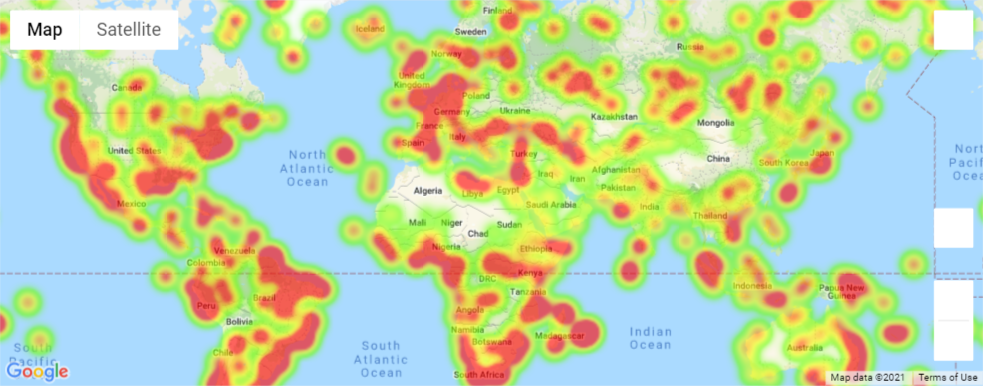 Map
Satellite
Finland
Iceland
Sweden
Norway
Russia
Canada
United
Kingdom
Poland
Germany
Ukraine
Kazakhstan
Mongolia
France
Italy
Spain
Turkey
United States
North
Atlantic
Ocean
China
South Korea
Japan
North
Pacif
Ocea
Afghanistan
Iraq
Iran
Pakistan
Algeria
Libya
Egypt
Saudi Arabia
India
Mexico
Mali
Niger
Chad
Sudan
Thailand
Nigeria
Ethiopia
Venezuela
Colombia
DRC
Kenya
Tanzania
Indonesia
Papua New
Guinea
Peru
Brazil
Angola
Bolivia
Namibia
Botswana
Madagascar
Indian
Ocean
Australia
South
Pacific
Chile
South
Atlantic
Ocean
South Africa
Google
Map data ©2021
Terms of Use